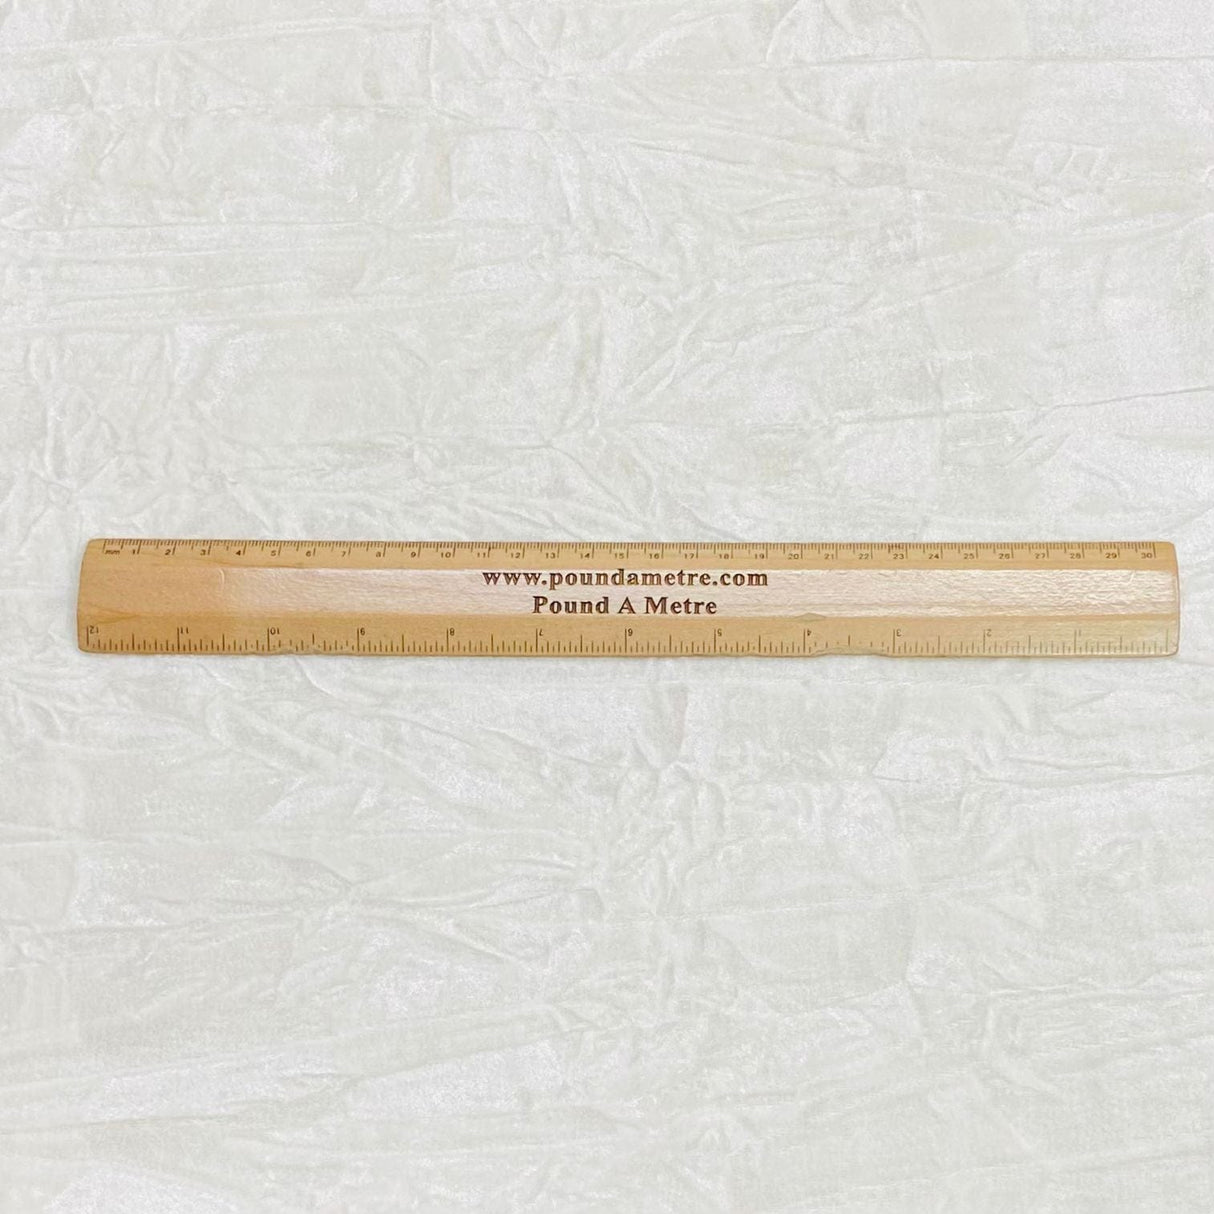 mm 1 2 3 4 5 6 7 8 9 10 11 12 13 14 15 16 17 18 19 20 21 22 23 24 25 26 27 28 29 30
www.poundametre.com
Pound A Metre
12 11 10 9 8 7 6 5 4 3 2 1